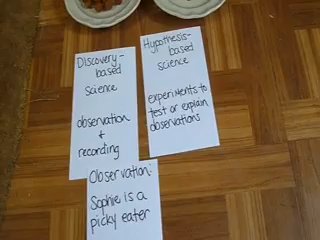 Discovery-
based
science
observation
+
recording
Hypothesis-
based
science
experiments to
test or explain
observations
Observation:
Sophie is a
picky eater